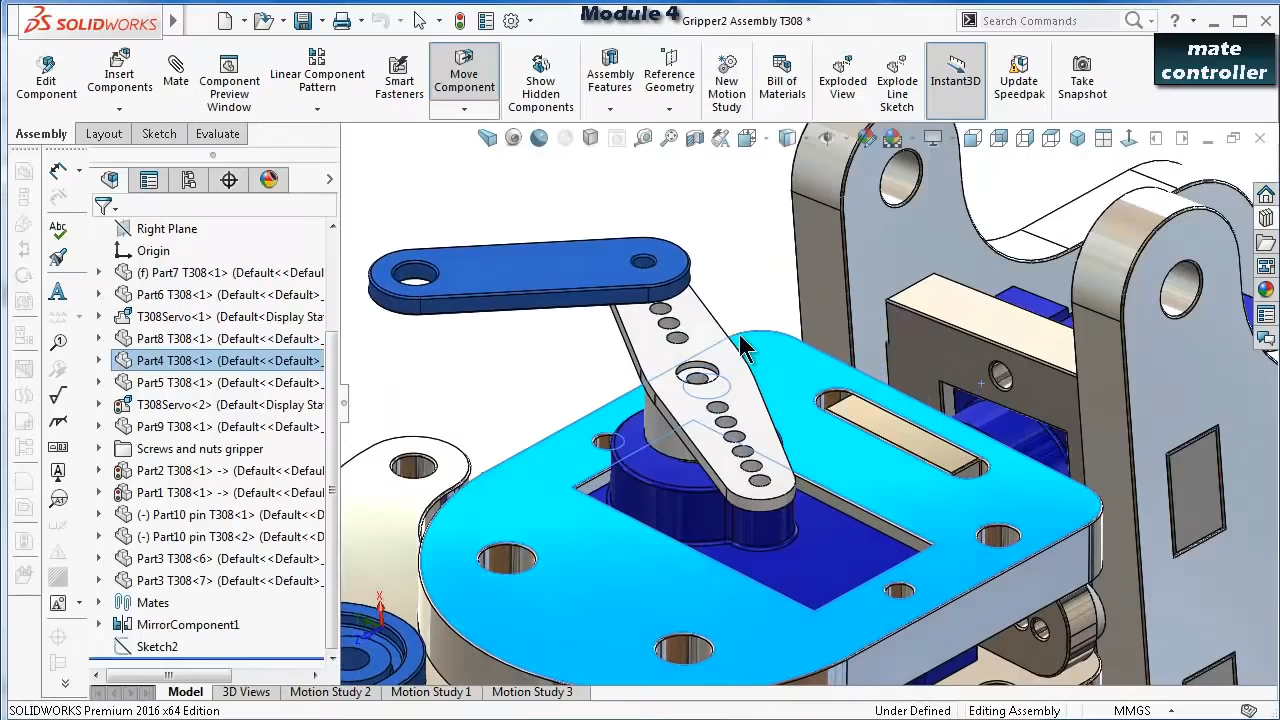 SOLIDWORKS
Module 4
Gripper2 Assembly T308 *
Search Commands
mate
controller
Edit
Component
Insert
Components
Mate
Component
Preview
Window
Linear Component
Pattern
Smart
Fasteners
Move
Component
Show
Hidden
Components
Assembly
Features
Reference
Geometry
New
Motion
Study
Bill of
Materials
Exploded
View
Explode
Line
Sketch
Instant3D
Update
Speedpak
Take
Snapshot
Assembly
Layout
Sketch
Evaluate
Right Plane
Origin
(f) Part7 T308<1> (Default<<Defaul
Part6 T308<1> (Default<<Default>_
T308Servo<1> (Default<Display Sta
Part8 T308<1> (Default<<Default>_
Part4 T308<1> (Default<<Default>_
Part5 T308<1> (Default<<Default>_
T308Servo<2> (Default<Display Sta
Part9 T308<1> (Default<<Default>_
Screws and nuts gripper
Part2 T308<1> -> (Default<<Defaul
Part1 T308<1> -> (Default<<Defaul
(-) Part10 pin T308<1> (Default<<D
(-) Part10 pin T308<2> (Default<<D
Part3 T308<6> (Default<<Default>_
Part3 T308<7> (Default<<Default>_
Mates
MirrorComponent1
Sketch2
Abc
A
X
Z
Model
3D Views
Motion Study 2
Motion Study 1
Motion Study 3
SOLIDWORKS Premium 2016 x64 Edition
Under Defined
Editing Assembly
MMGS